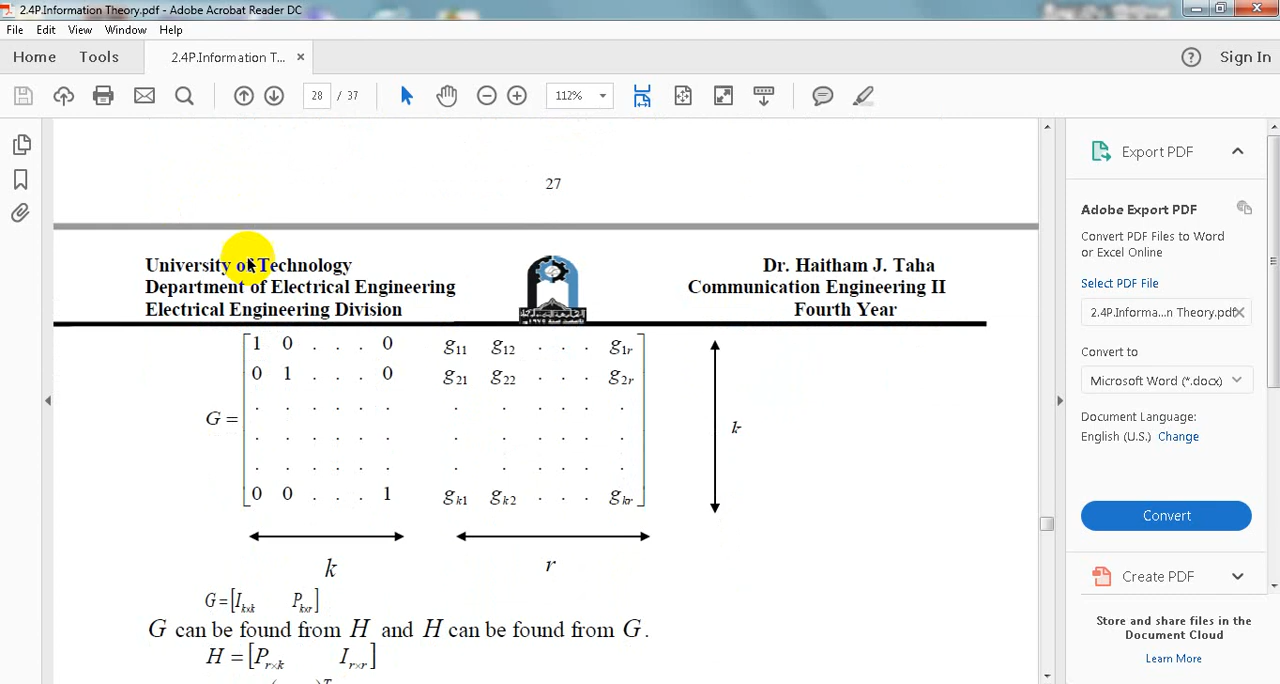 2.4P.Information Theory.pdf - Adobe Acrobat Reader DC
File Edit View Window Help
Home Tools 2.4P.Information T... × Sign In
28 / 37 112%
27
University of Technology
Department of Electrical Engineering
Electrical Engineering Division
Dr. Haitham J. Taha
Communication Engineering II
Fourth Year
1 0 . . . 0 g11 g12 . . . g1r
0 1 . . . 0 g21 g22 . . . g2r
. . . . . . . . . . . .
G = . . . . . . . . . . . . k
. . . . . . . . . . . .
0 0 . . . 1 gk1 gk2 . . . gkr
k r
G = [I k×k P k×r]
G can be found from H and H can be found from G.
H = [P r×k I r×r]
Export PDF
Adobe Export PDF
Convert PDF Files to Word
or Excel Online
Select PDF File
2.4P.Informa...n Theory.pdf ×
Convert to
Microsoft Word (*.docx)
Document Language:
English (U.S.) Change
Convert
Create PDF
Store and share files in the
Document Cloud
Learn More